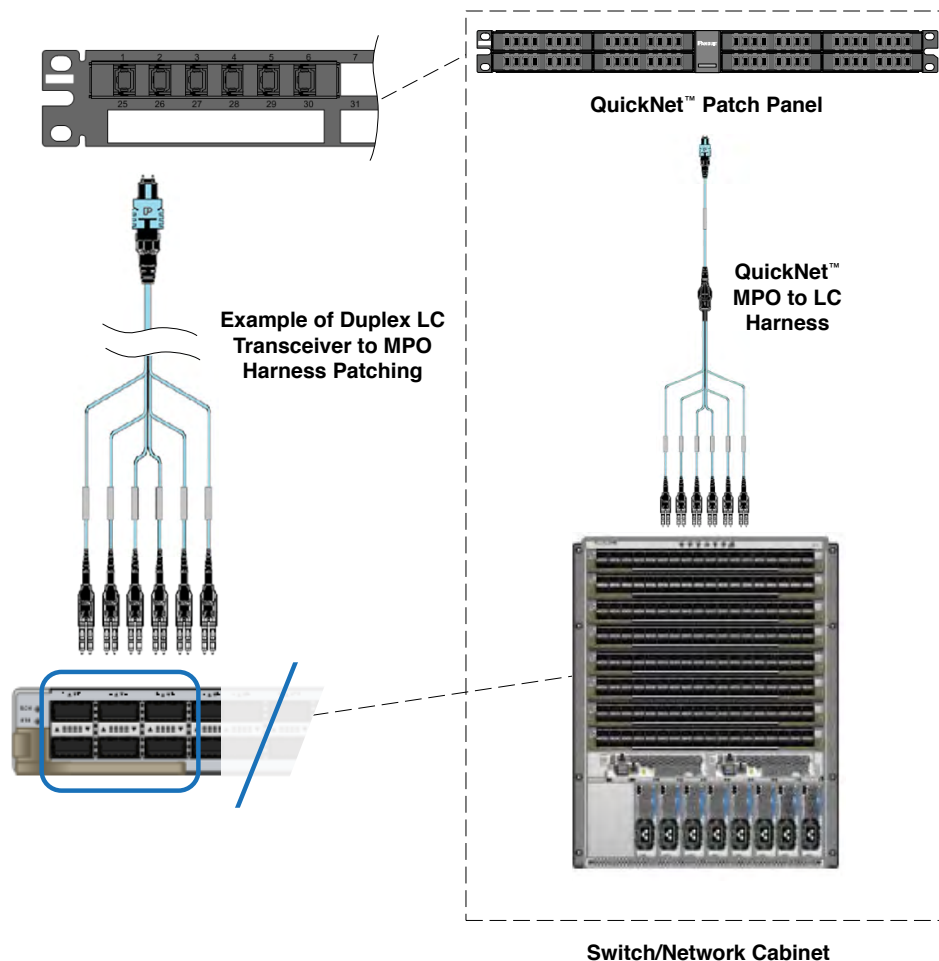 1 2 3 4 5 6 7
25 26 27 28 29 30 31
QuickNet™ Patch Panel
QuickNet™
MPO to LC
Harness
Example of Duplex LC
Transceiver to MPO
Harness Patching
Switch/Network Cabinet